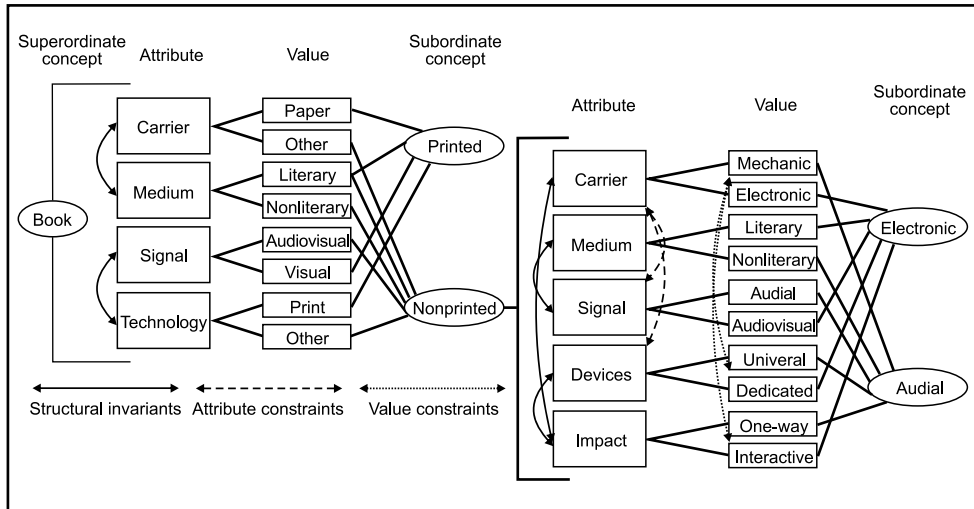 Superordinate
concept
Attribute
Value
Subordinate
concept
Book
Carrier
Medium
Signal
Technology
Paper
Other
Literary
Nonliterary
Audiovisual
Visual
Print
Other
Printed
Nonprinted
Structural invariants
Attribute constraints
Value constraints
Attribute
Value
Subordinate
concept
Carrier
Medium
Signal
Devices
Impact
Mechanic
Electronic
Literary
Nonliterary
Audial
Audiovisual
Univeral
Dedicated
One-way
Interactive
Electronic
Audial